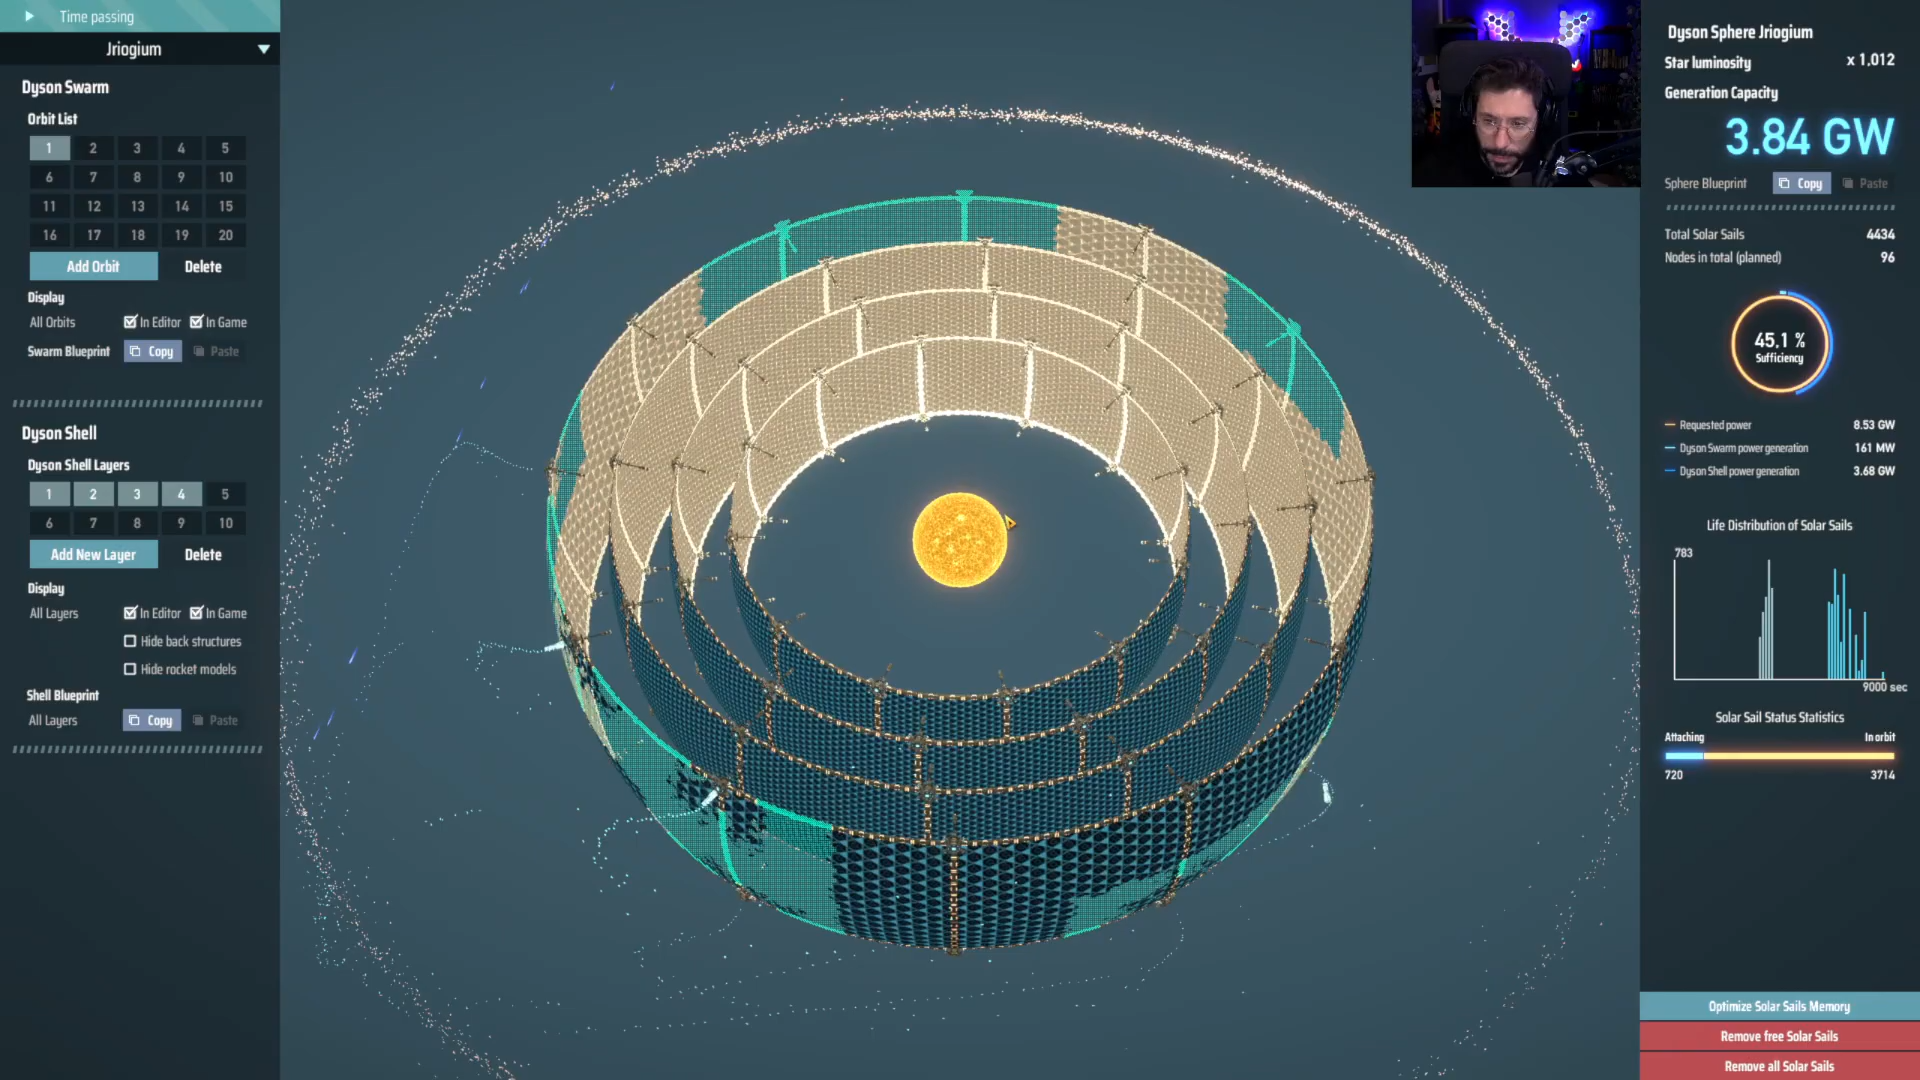 Time passing
Jriogium
Dyson Swarm
Orbit List
1 2 3 4 5
6 7 8 9 10
11 12 13 14 15
16 17 18 19 20
Add Orbit Delete
Display
All Orbits In Editor In Game
Swarm Blueprint Copy Paste
Dyson Shell
Dyson Shell Layers
1 2 3 4 5
6 7 8 9 10
Add New Layer Delete
Display
All Layers In Editor In Game
Hide back structures
Hide rocket models
Shell Blueprint
All Layers Copy Paste
Dyson Sphere Jriogium
Star luminosity x 1,012
Generation Capacity
3.84 GW
Sphere Blueprint Copy Paste
Total Solar Sails 4434
Nodes in total (planned) 96
45,1 %
Sufficiency
Requested power 8.53 GW
Dyson Swarm power generation 161 MW
Dyson Shell power generation 3.68 GW
Life Distribution of Solar Sails
783
9000 sec
Solar Sail Status Statistics
Attaching In orbit
720 3714
Optimize Solar Sails Memory
Remove free Solar Sails
Remove all Solar Sails